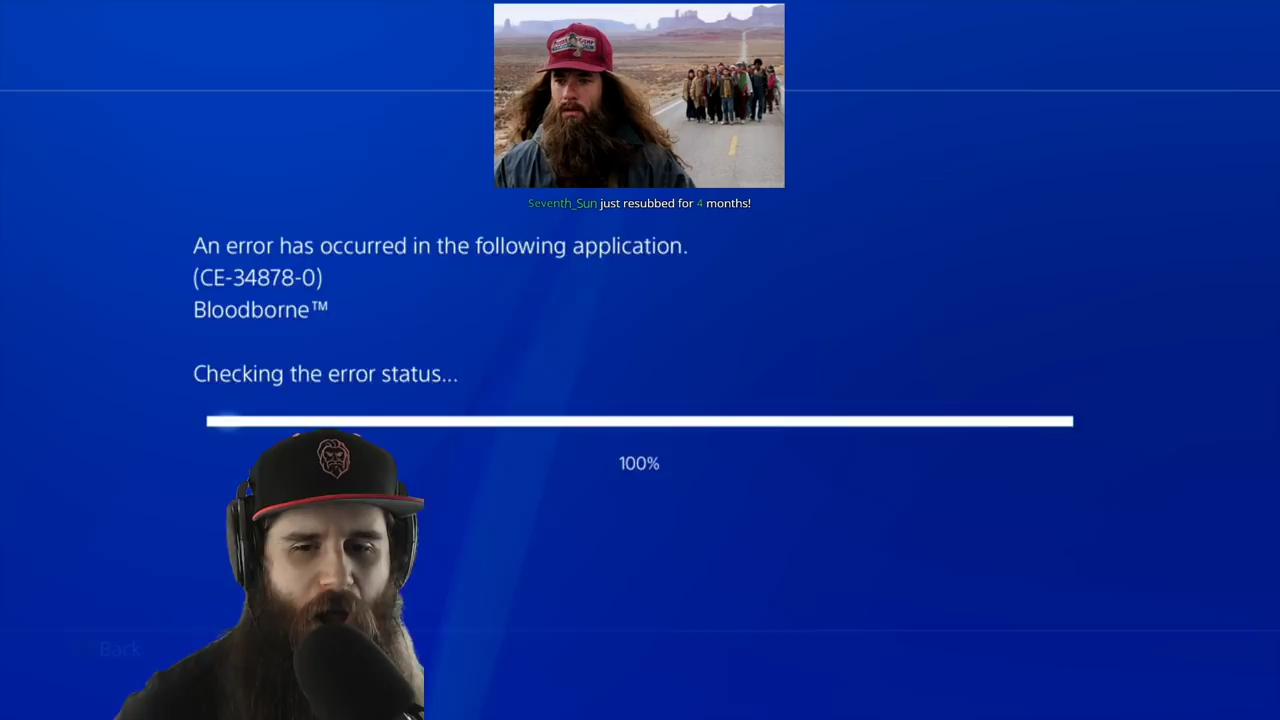 Seventh_Sun just resubbed for 4 months!
An error has occurred in the following application.
(CE-34878-0)
Bloodborne™
Checking the error status...
100%
Back